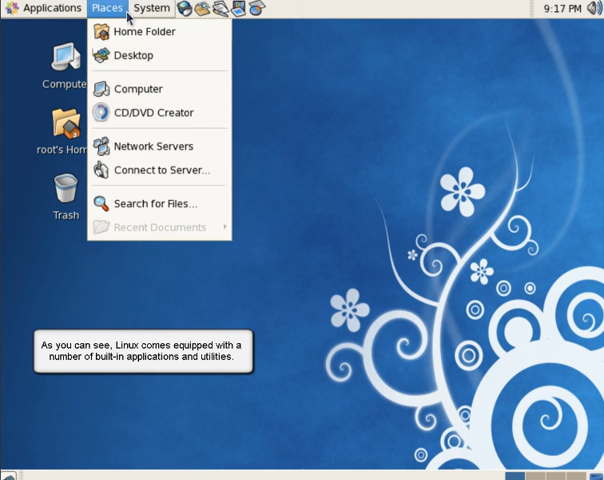 Applications Places System 9:17 PM
Home Folder
Desktop
Computer
CD/DVD Creator
Network Servers
Connect to Server...
Search for Files...
Recent Documents
Compute
root's Hom
Trash
As you can see, Linux comes equipped with a
number of built-in applications and utilities.